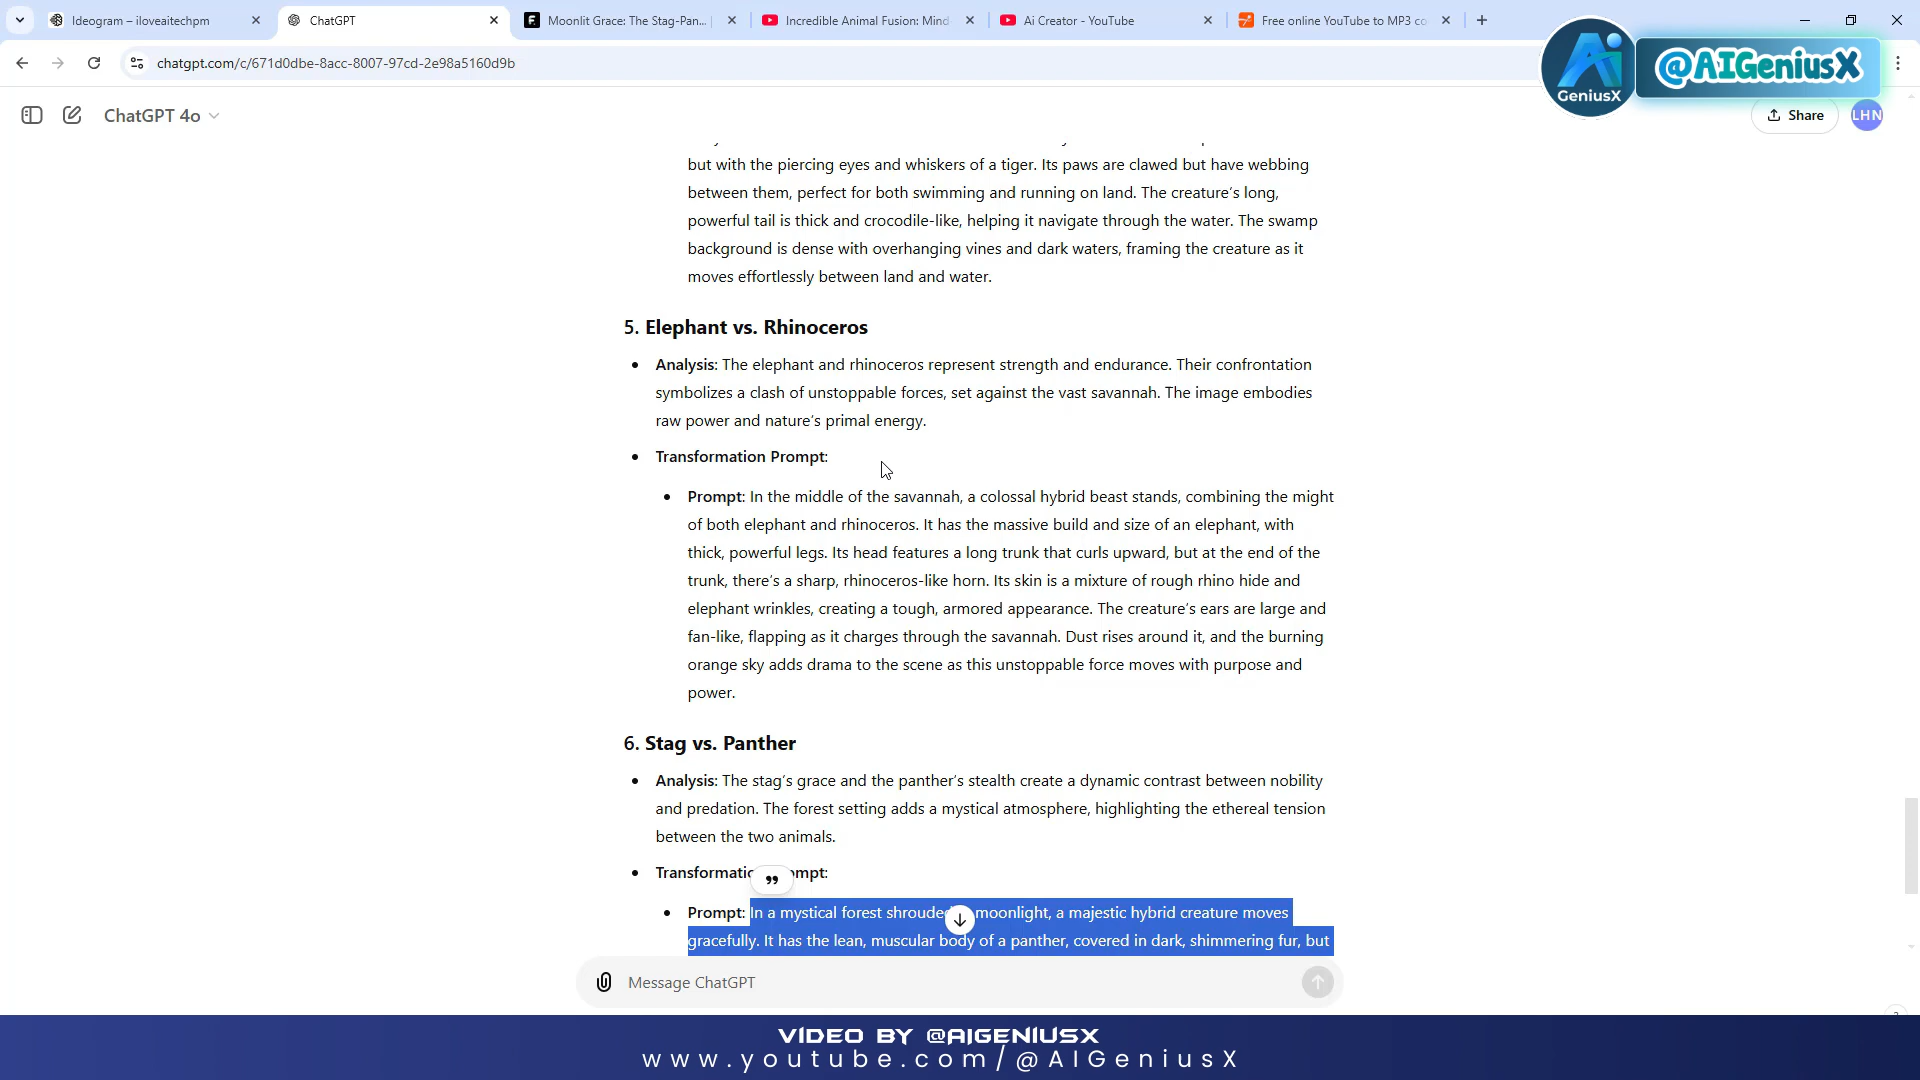 Ideogram – iloveaitechpm
ChatGPT
Moonlit Grace: The Stag-Pan...
Incredible Animal Fusion: Mind
Ai Creator - YouTube
Free online YouTube to MP3 co
chatgpt.com/c/671d0dbe-8acc-8007-97cd-2e98a5160d9b
Ai
GeniusX
@AIGeniusX
ChatGPT 4o
Share
LHN
but with the piercing eyes and whiskers of a tiger. Its paws are clawed but have webbing
between them, perfect for both swimming and running on land. The creature's long,
powerful tail is thick and crocodile-like, helping it navigate through the water. The swamp
background is dense with overhanging vines and dark waters, framing the creature as it
moves effortlessly between land and water.
5. Elephant vs. Rhinoceros
• Analysis: The elephant and rhinoceros represent strength and endurance. Their confrontation
symbolizes a clash of unstoppable forces, set against the vast savannah. The image embodies
raw power and nature's primal energy.
• Transformation Prompt:
• Prompt: In the middle of the savannah, a colossal hybrid beast stands, combining the might
of both elephant and rhinoceros. It has the massive build and size of an elephant, with
thick, powerful legs. Its head features a long trunk that curls upward, but at the end of the
trunk, there's a sharp, rhinoceros-like horn. Its skin is a mixture of rough rhino hide and
elephant wrinkles, creating a tough, armored appearance. The creature's ears are large and
fan-like, flapping as it charges through the savannah. Dust rises around it, and the burning
orange sky adds drama to the scene as this unstoppable force moves with purpose and
power.
6. Stag vs. Panther
• Analysis: The stag's grace and the panther's stealth create a dynamic contrast between nobility
and predation. The forest setting adds a mystical atmosphere, highlighting the ethereal tension
between the two animals.
• Transformatio mpt:
• Prompt: In a mystical forest shrouded moonlight, a majestic hybrid creature moves
gracefully. It has the lean, muscular body of a panther, covered in dark, shimmering fur, but
Message ChatGPT
VIDEO BY @AIGENIUSX
www.youtube.com/@AIGeniusX